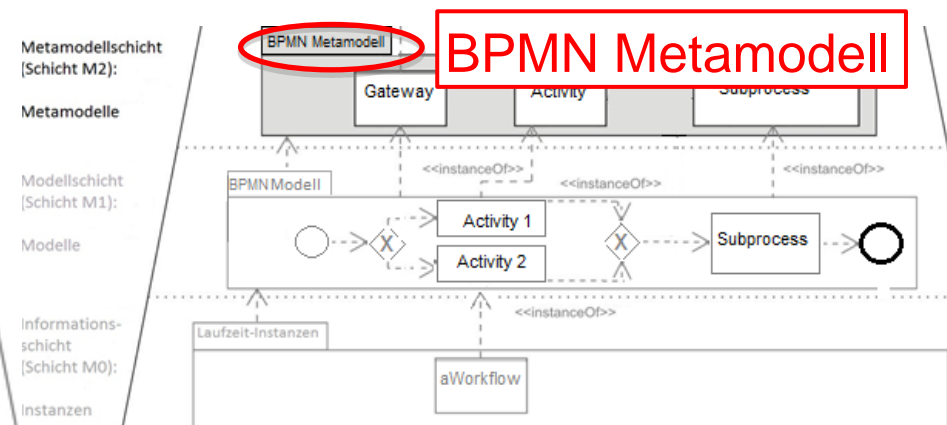 Metamodellschicht
(Schicht M2):
Metamodelle
BPMN Metamodell
BPMN Metamodell
Gateway
Activity
Subprocess
Modellschicht
(Schicht M1):
Modelle
<<instanceOf>>
<<instanceOf>>
<<instanceOf>>
BPMN Modell
X
Activity 1
Activity 2
X
Subprocess
Informations-
schicht
(Schicht M0):
Instanzen
<<instanceOf>>
Laufzeit-Instanzen
aWorkflow